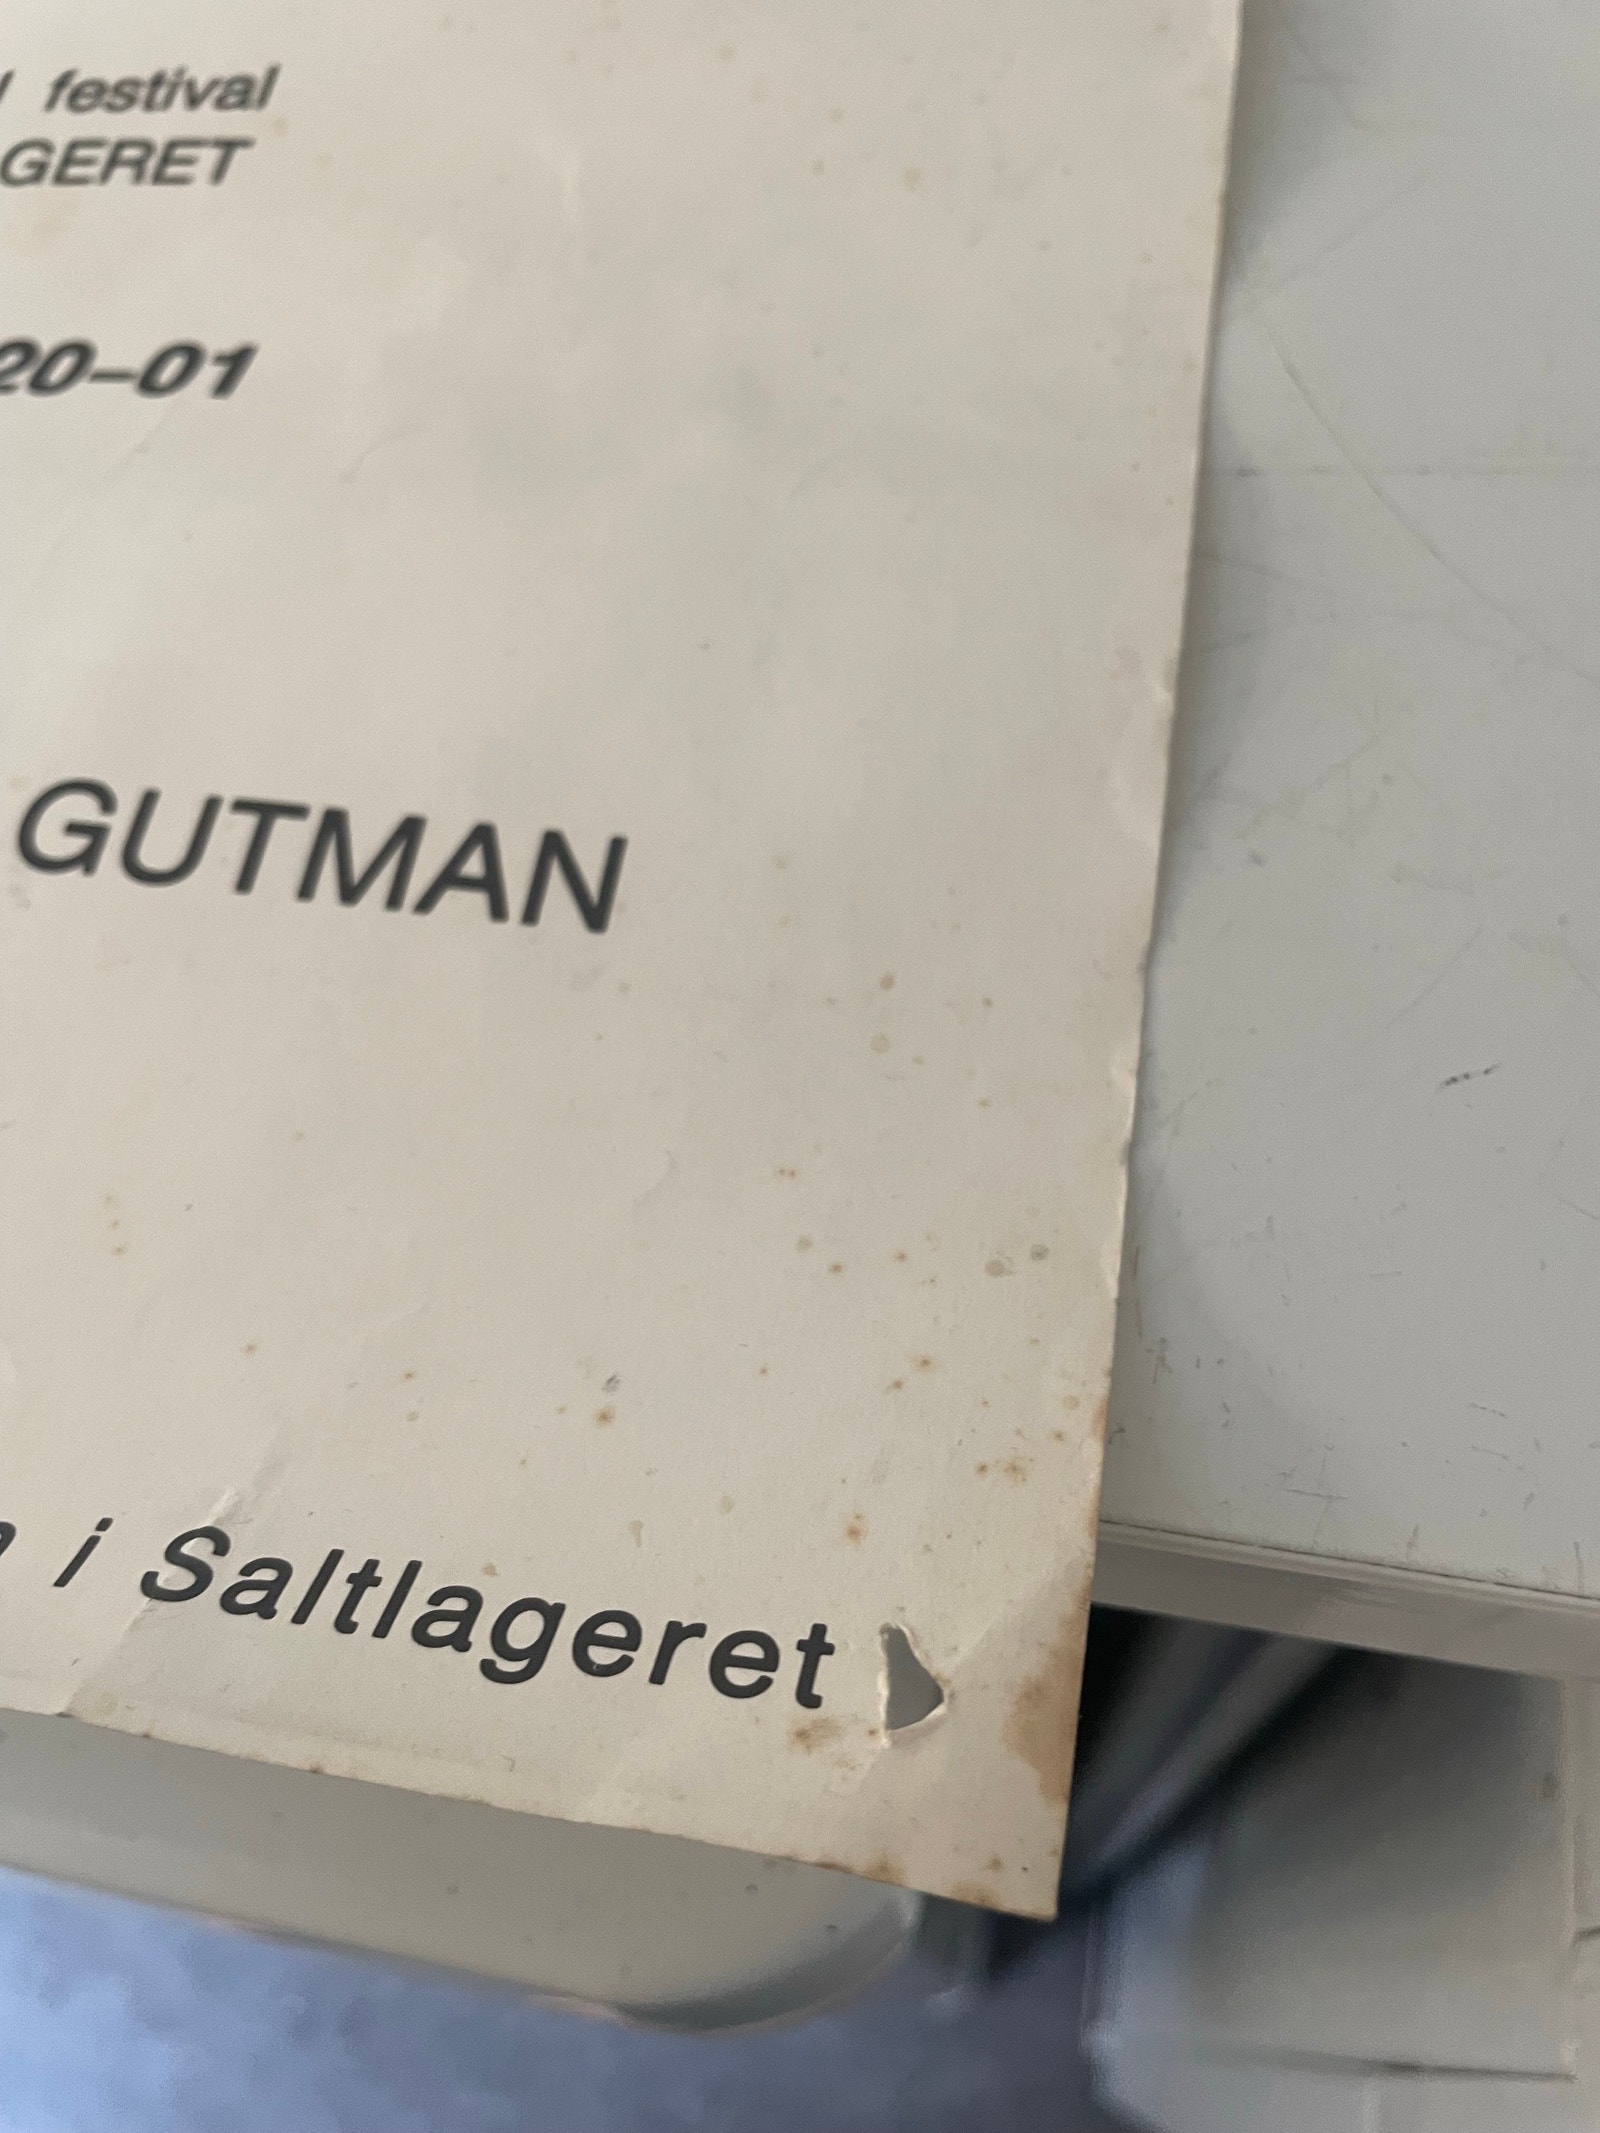 festival
GERET
20–01
GUTMAN
i Saltlageret